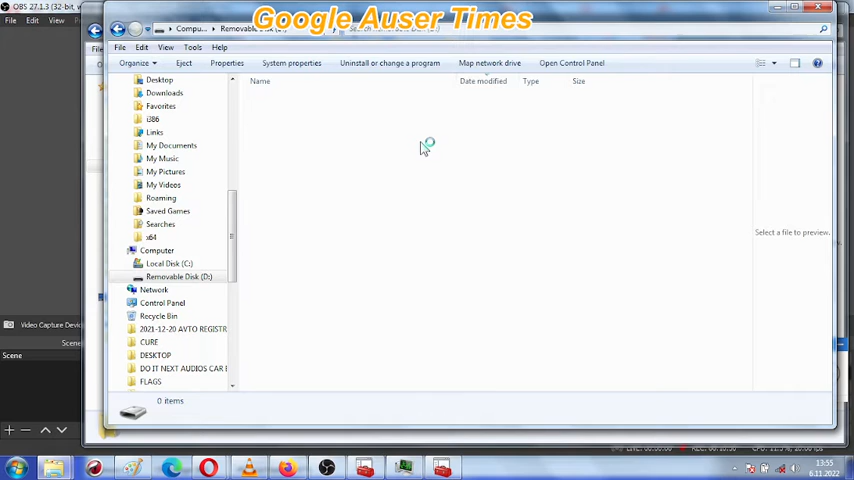 OBS 27.1.3 (32-bit, w
Google Auser Times
Compu...
Removable Disk (D:)
File Edit View Tools Help
File Edit
Organize Eject Properties System properties Uninstall or change a program Map network drive Open Control Panel
Name Date modified Type Size
Desktop
Downloads
Favorites
i386
Links
My Documents
My Music
My Pictures
My Videos
Roaming
Saved Games
Searches
x64
Computer
Local Disk (C:)
Removable Disk (D:)
Network
Control Panel
Recycle Bin
2021-12-20 AVTO REGISTR
CURE
DESKTOP
DO IT NEXT AUDIOS CAR E
FLAGS
Select a file to preview.
Video Capture Devic
Scene
Scene
0 items
13:55
6.11.2022